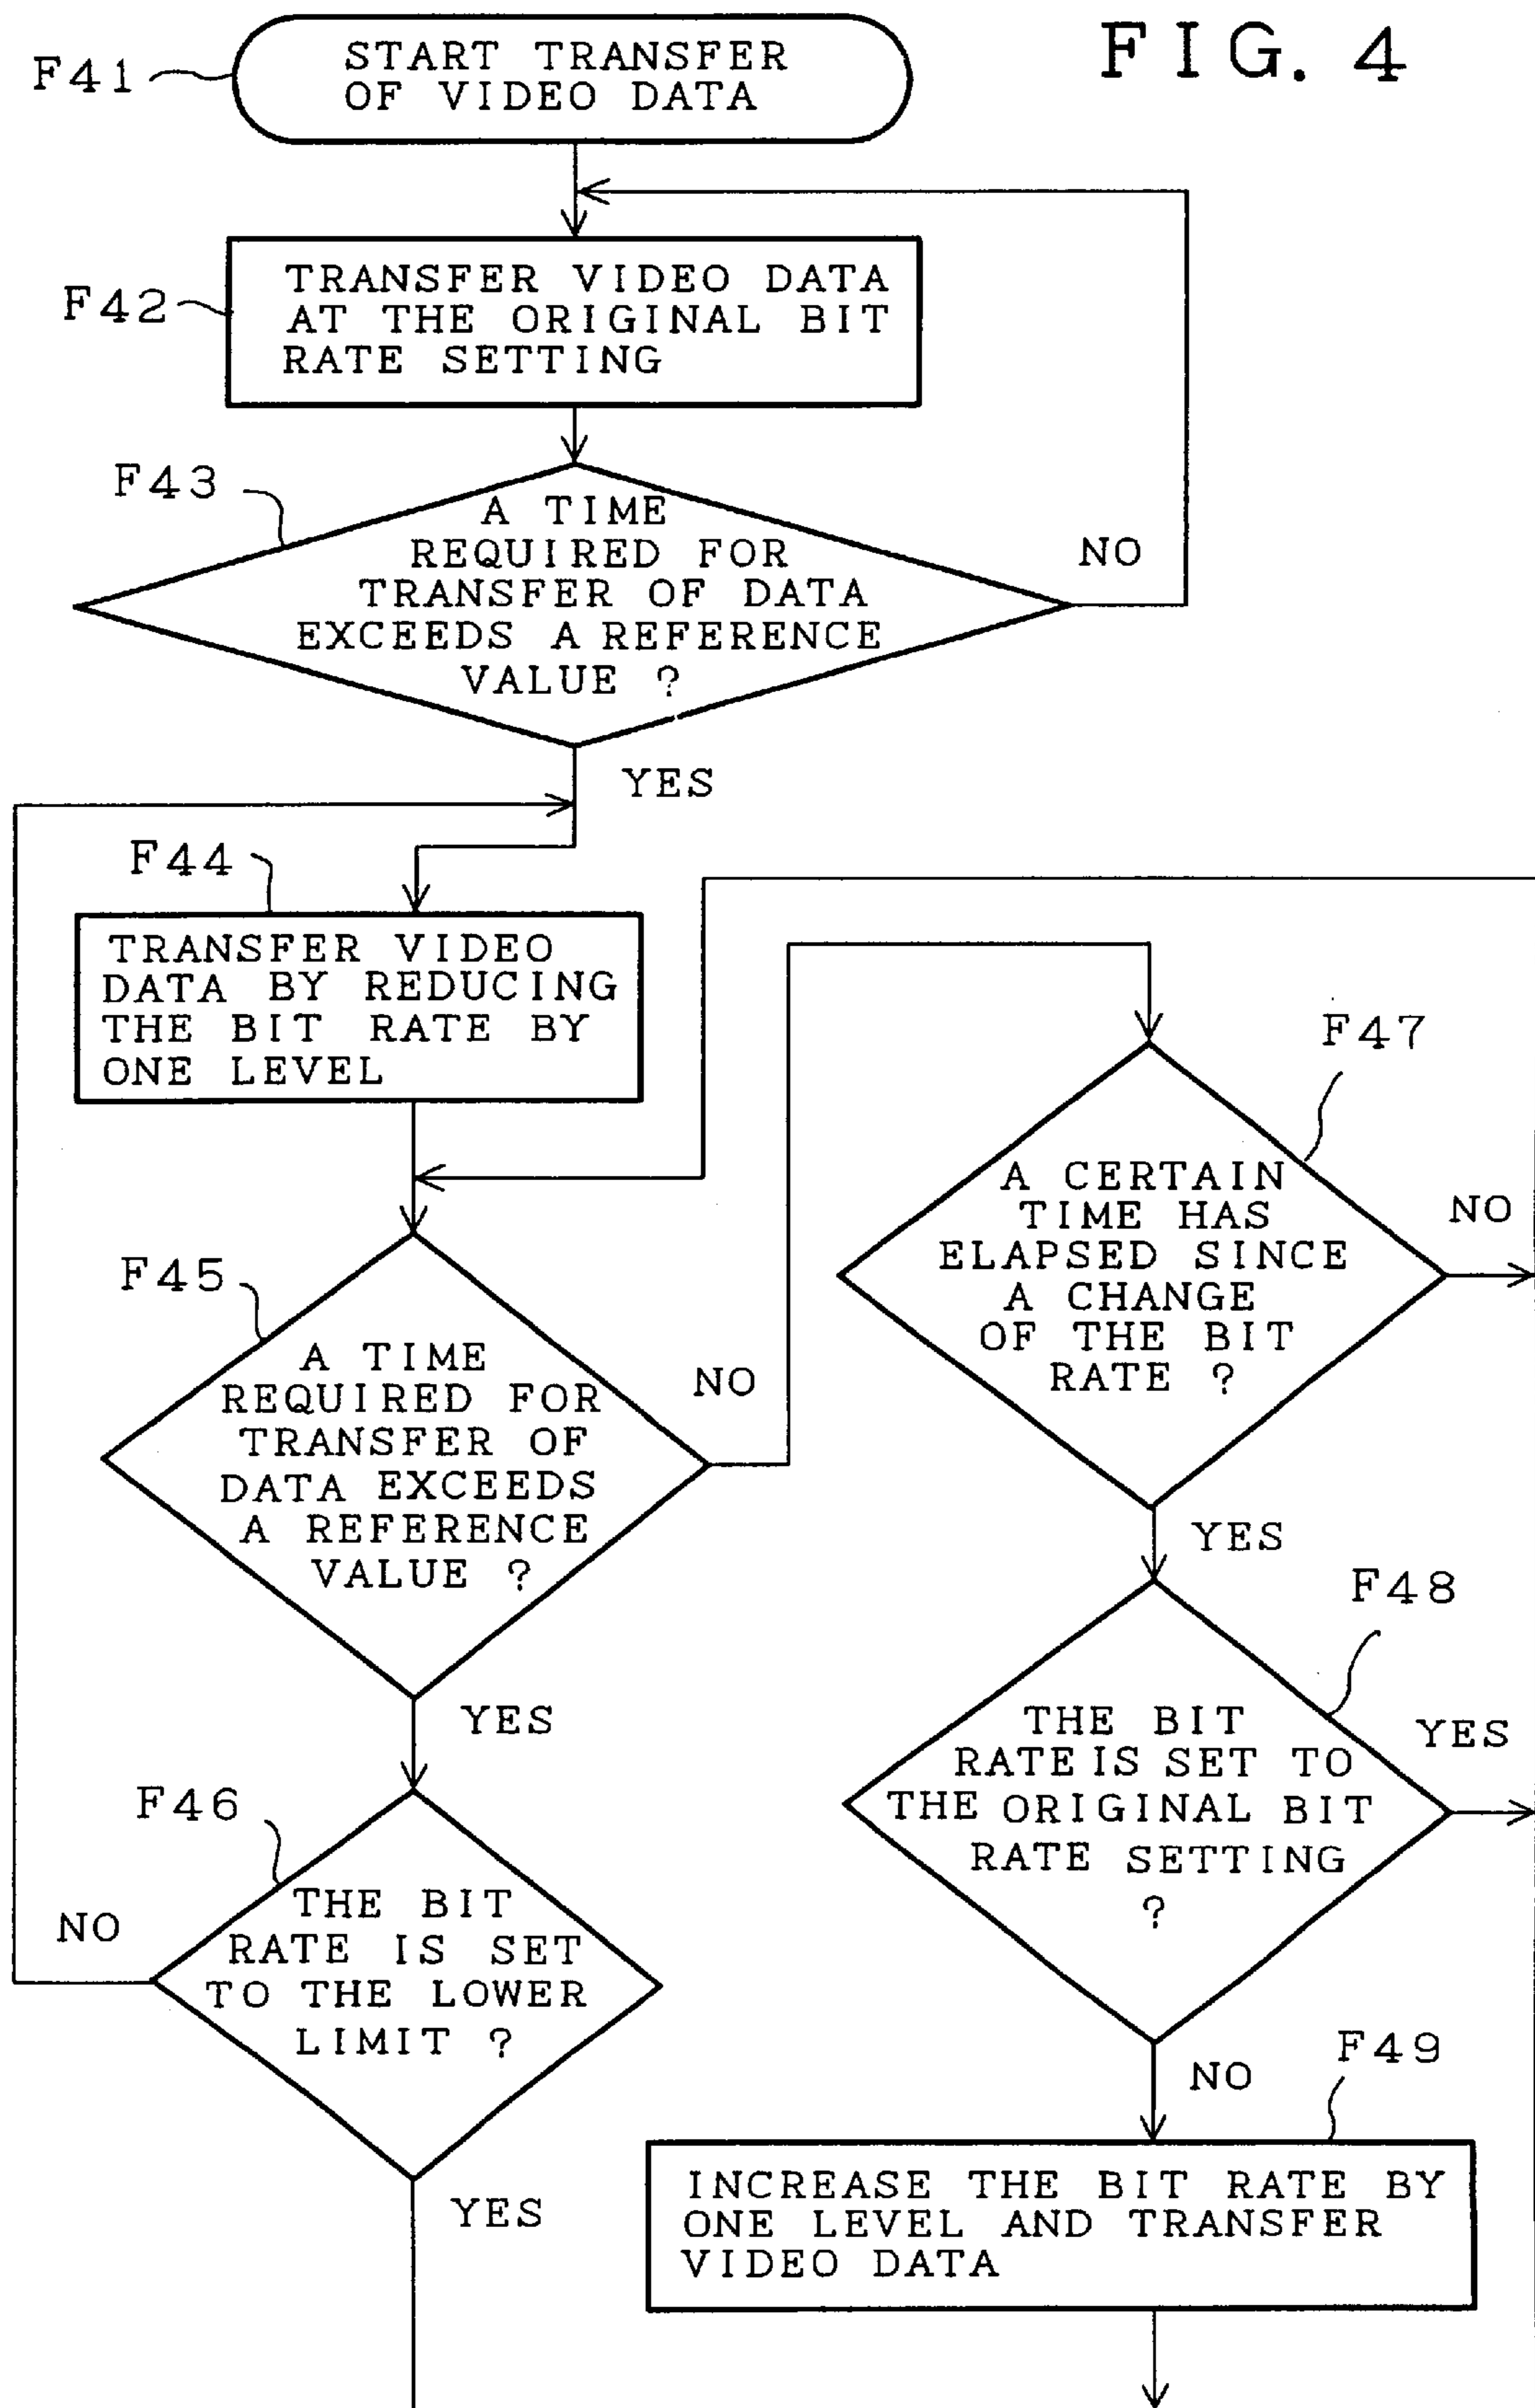 FIG. 4
F41
START TRANSFER
OF VIDEO DATA
F42
TRANSFER VIDEO DATA
AT THE ORIGINAL BIT
RATE SETTING
F43
A TIME
REQUIRED FOR
TRANSFER OF DATA
EXCEEDS A REFERENCE
VALUE ?
NO
YES
F44
TRANSFER VIDEO
DATA BY REDUCING
THE BIT RATE BY
ONE LEVEL
F45
A TIME
REQUIRED FOR
TRANSFER OF
DATA EXCEEDS
A REFERENCE
VALUE ?
NO
YES
F46
THE BIT
RATE IS SET
TO THE LOWER
LIMIT ?
NO
YES
F47
A CERTAIN
TIME HAS
ELAPSED SINCE
A CHANGE
OF THE BIT
RATE ?
NO
YES
F48
THE BIT
RATE IS SET TO
THE ORIGINAL BIT
RATE SETTING
?
YES
NO
F49
INCREASE THE BIT RATE BY
ONE LEVEL AND TRANSFER
VIDEO DATA